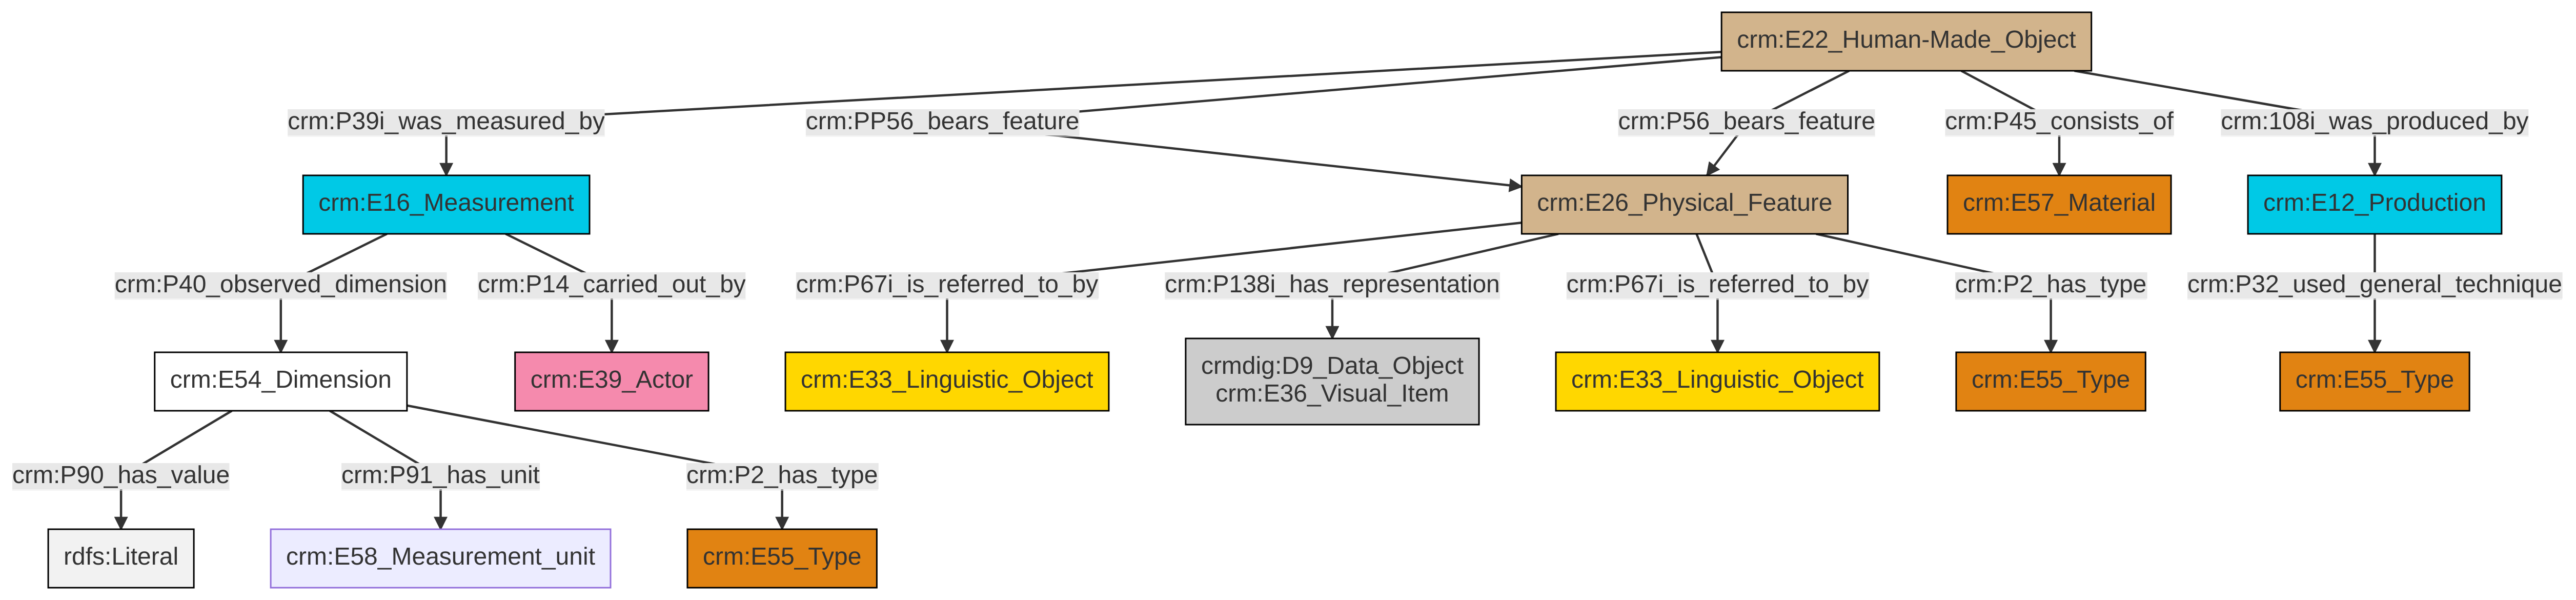 crm:E22_Human-Made_Object
crm:P39i_was_measured_by
crm:PP56_bears_feature
crm:P56_bears_feature
crm:P45_consists_of
crm:108i_was_produced_by
crm:E16_Measurement
crm:E26_Physical_Feature
crm:E57_Material
crm:E12_Production
crm:P40_observed_dimension
crm:P14_carried_out_by
crm:P67i_is_referred_to_by
crm:P138i_has_representation
crm:P67i_is_referred_to_by
crm:P2_has_type
crm:P32_used_general_technique
crm:E54_Dimension
crm:E39_Actor
crm:E33_Linguistic_Object
crmdig:D9_Data_Object
crm:E36_Visual_Item
crm:E33_Linguistic_Object
crm:E55_Type
crm:E55_Type
crm:P90_has_value
crm:P91_has_unit
crm:P2_has_type
rdfs:Literal
crm:E58_Measurement_unit
crm:E55_Type